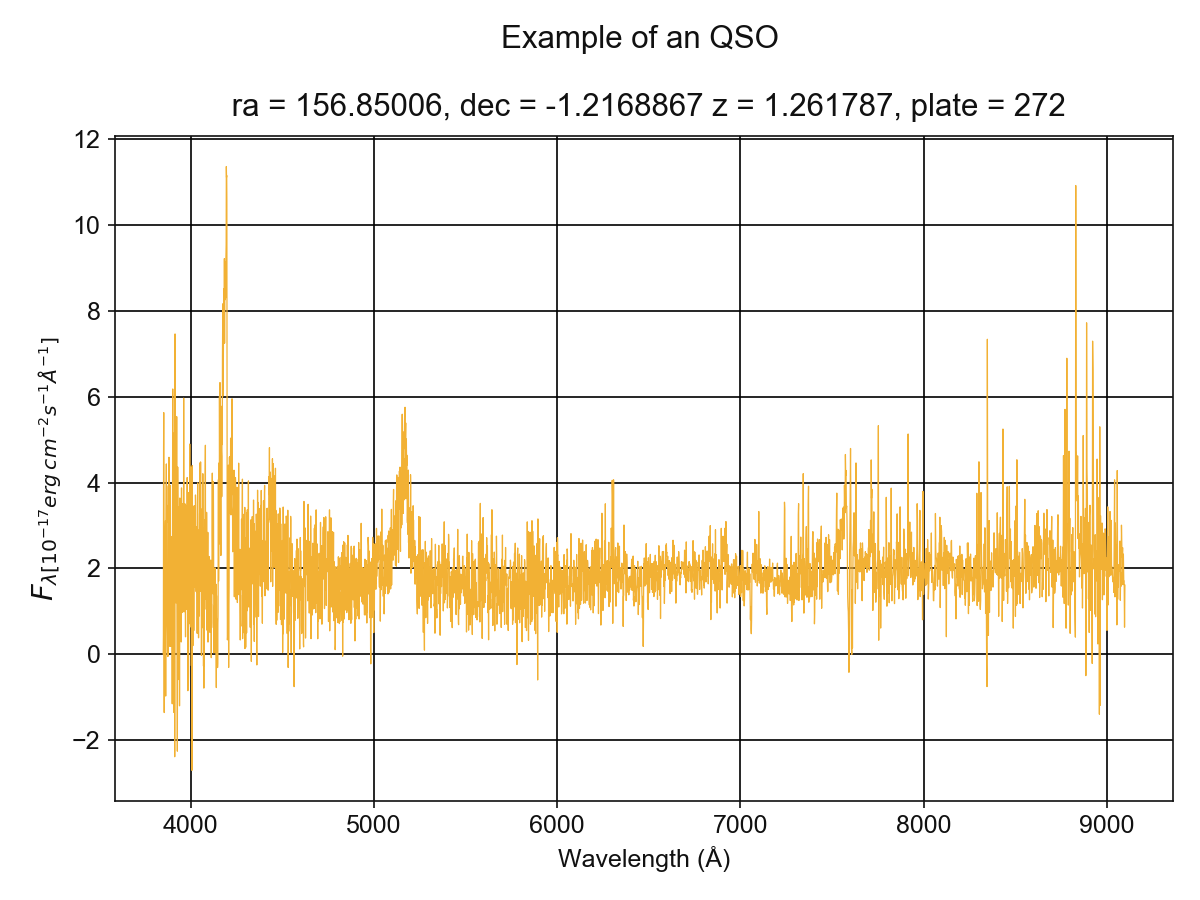 Example of an QSO
ra = 156.85006, dec = -1.2168867 z = 1.261787, plate = 272
12
10
8
6
4
2
0
−2
F_{λ[10^{−17}erg cm^{−2}s^{−1}Å^{−1}]}
4000 5000 6000 7000 8000 9000
Wavelength (Å)